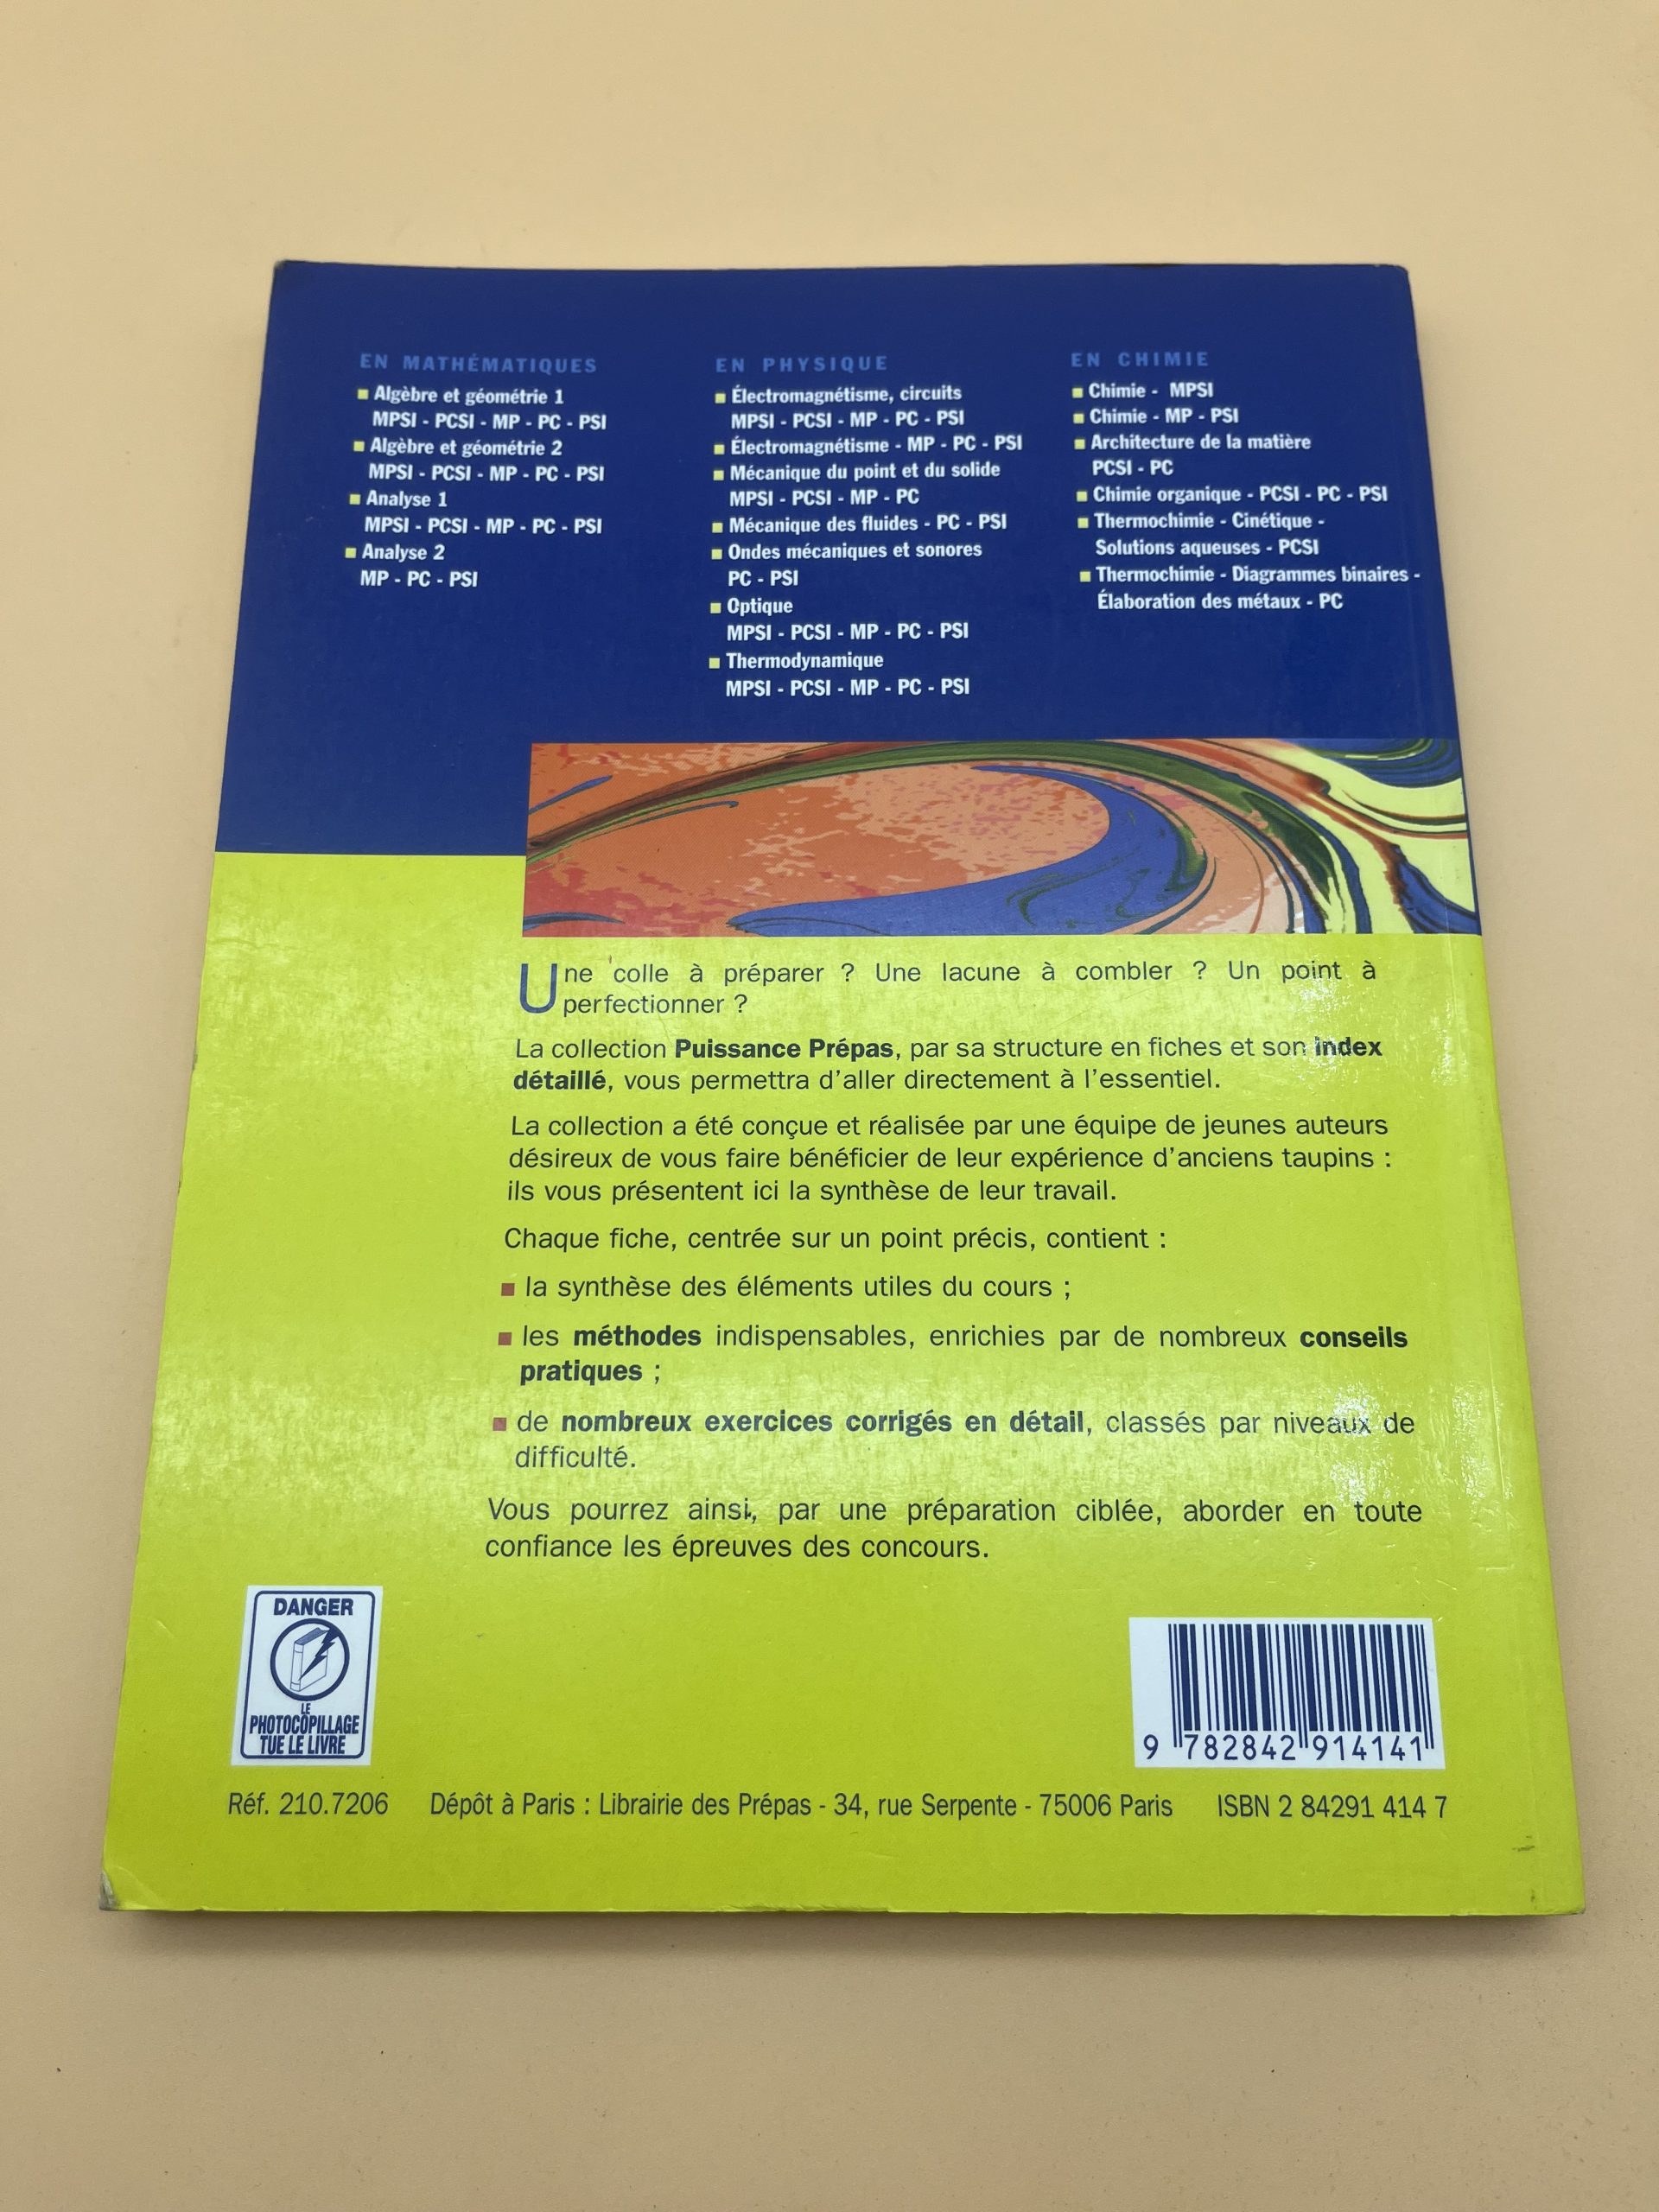 EN MATHÉMATIQUES
■ Algèbre et géométrie 1
MPSI - PCSI - MP - PC - PSI
■ Algèbre et géométrie 2
MPSI - PCSI - MP - PC - PSI
■ Analyse 1
MPSI - PCSI - MP - PC - PSI
■ Analyse 2
MP - PC - PSI
EN PHYSIQUE
■ Électromagnétisme, circuits
MPSI - PCSI - MP - PC - PSI
■ Électromagnétisme - MP - PC - PSI
■ Mécanique du point et du solide
MPSI - PCSI - MP - PC
■ Mécanique des fluides - PC - PSI
■ Ondes mécaniques et sonores
PC - PSI
■ Optique
MPSI - PCSI - MP - PC - PSI
■ Thermodynamique
MPSI - PCSI - MP - PC - PSI
EN CHIMIE
■ Chimie - MPSI
■ Chimie - MP - PSI
■ Architecture de la matière
PCSI - PC
■ Chimie organique - PCSI - PC - PSI
■ Thermochimie - Cinétique -
Solutions aqueuses - PCSI
■ Thermochimie - Diagrammes binaires -
Élaboration des métaux - PC
Une colle à préparer ? Une lacune à combler ? Un point à
perfectionner ?
La collection Puissance Prépas, par sa structure en fiches et son index
détaillé, vous permettra d'aller directement à l'essentiel.
La collection a été conçue et réalisée par une équipe de jeunes auteurs
désireux de vous faire bénéficier de leur expérience d'anciens taupins :
ils vous présentent ici la synthèse de leur travail.
Chaque fiche, centrée sur un point précis, contient :
■ la synthèse des éléments utiles du cours ;
■ les méthodes indispensables, enrichies par de nombreux conseils
pratiques ;
■ de nombreux exercices corrigés en détail, classés par niveaux de
difficulté.
Vous pourrez ainsi, par une préparation ciblée, aborder en toute
confiance les épreuves des concours.
DANGER
LE
PHOTOCOPILLAGE
TUE LE LIVRE
9 782842 914141
Réf. 210.7206 Dépôt à Paris : Librairie des Prépas - 34, rue Serpente - 75006 Paris ISBN 2 84291 414 7